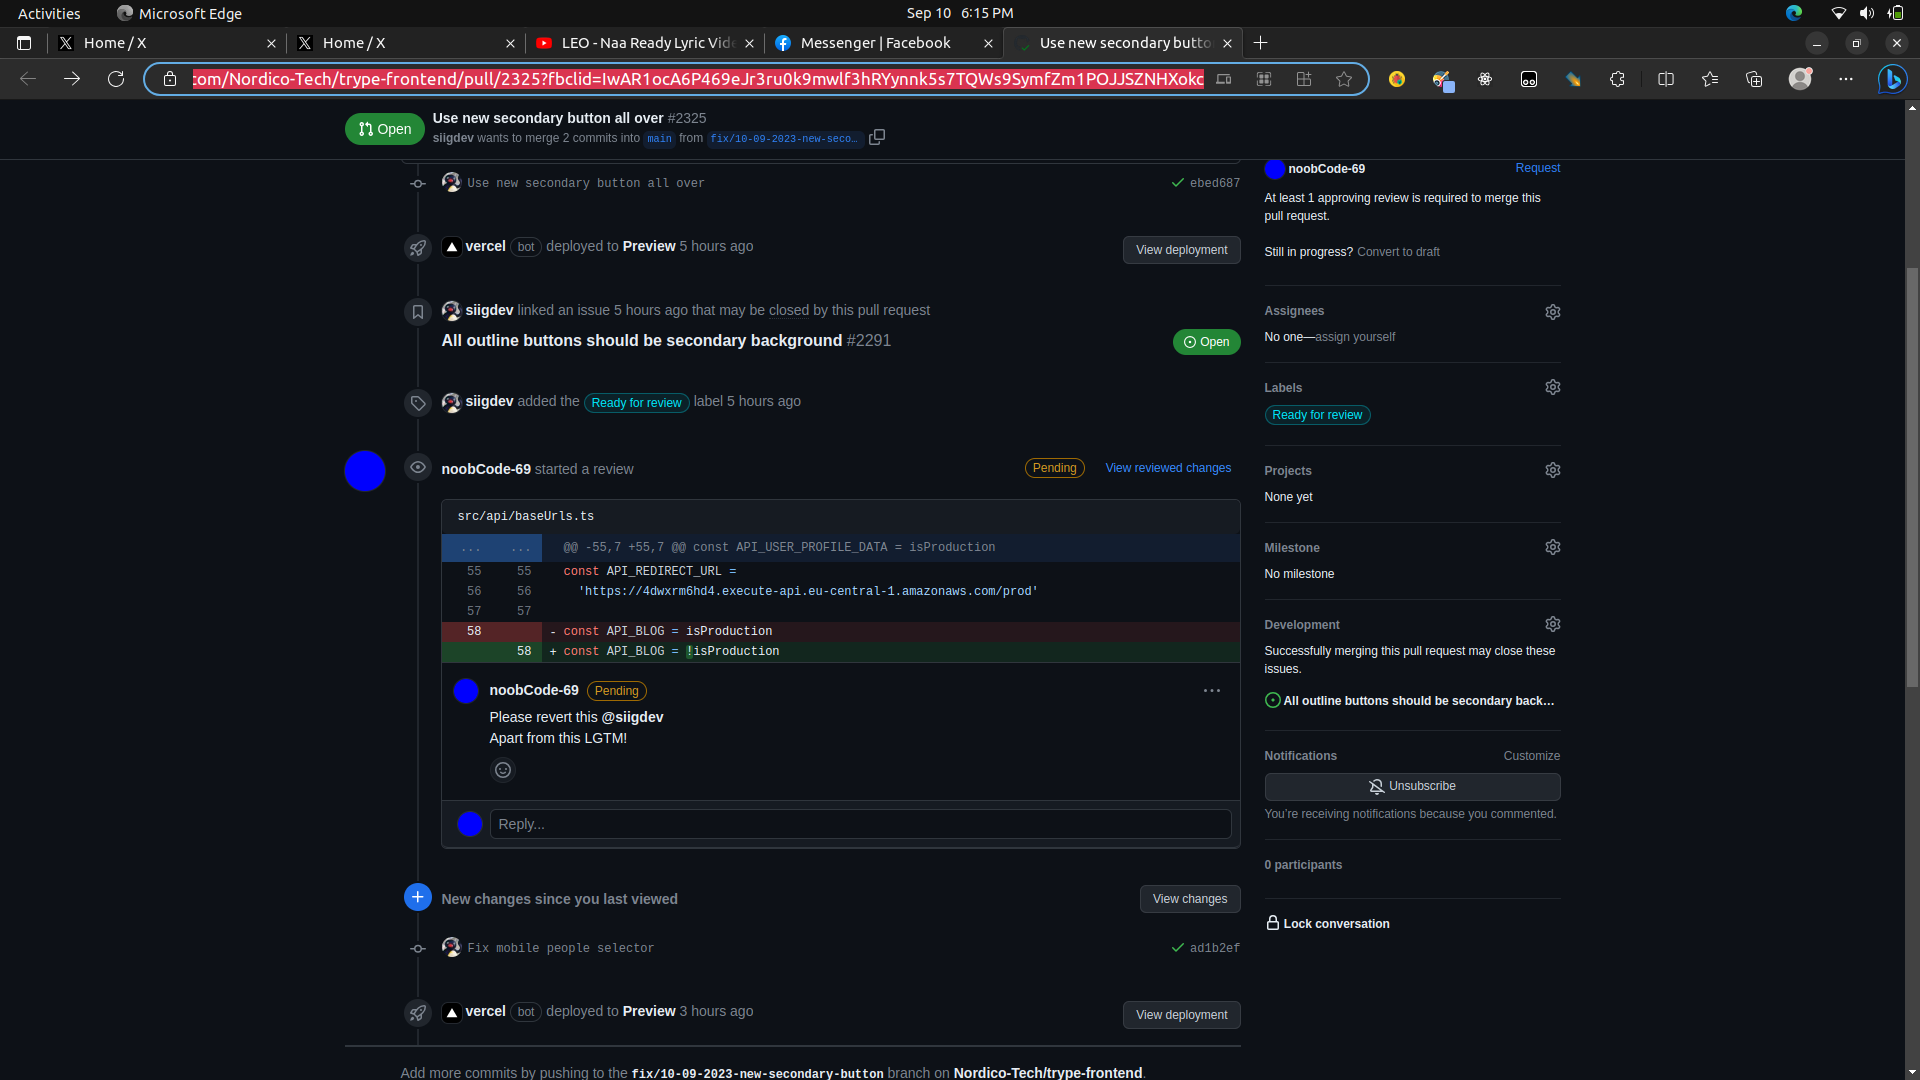 Activities
Microsoft Edge
Sep 10 6:15 PM
Home / X
Home / X
LEO - Naa Ready Lyric Vide
Messenger | Facebook
Use new secondary butto
com/Nordico-Tech/trype-frontend/pull/2325?fbclid=IwAR1ocA6P469eJr3ru0k9mwlf3hRYynnk5s7TQWs9SymfZm1POJJSZNHXokc
Open
Use new secondary button all over #2325
siigdev wants to merge 2 commits into main from fix/10-09-2023-new-seco…
Use new secondary button all over
ebed687
vercel bot deployed to Preview 5 hours ago
View deployment
siigdev linked an issue 5 hours ago that may be closed by this pull request
All outline buttons should be secondary background #2291
Open
siigdev added the Ready for review label 5 hours ago
noobCode-69 started a review
Pending
View reviewed changes
src/api/baseUrls.ts
... ... @@ -55,7 +55,7 @@ const API_USER_PROFILE_DATA = isProduction
55 55 const API_REDIRECT_URL =
56 56 'https://4dwxrm6hd4.execute-api.eu-central-1.amazonaws.com/prod'
57 57
58 - const API_BLOG = isProduction
58 + const API_BLOG = !isProduction
noobCode-69 Pending
Please revert this @siigdev
Apart from this LGTM!
Reply...
New changes since you last viewed
View changes
Fix mobile people selector
ad1b2ef
vercel bot deployed to Preview 3 hours ago
View deployment
Add more commits by pushing to the fix/10-09-2023-new-secondary-button branch on Nordico-Tech/trype-frontend.
noobCode-69
Request
At least 1 approving review is required to merge this
pull request.
Still in progress? Convert to draft
Assignees
No one—assign yourself
Labels
Ready for review
Projects
None yet
Milestone
No milestone
Development
Successfully merging this pull request may close these
issues.
All outline buttons should be secondary back…
Notifications
Customize
Unsubscribe
You're receiving notifications because you commented.
0 participants
Lock conversation